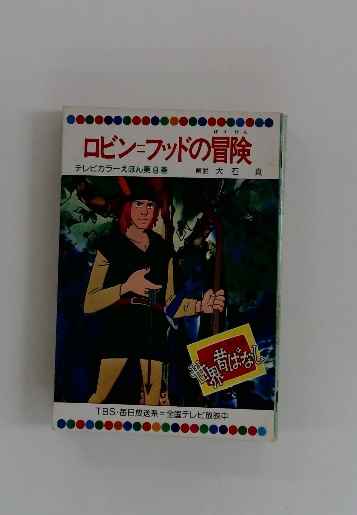 ぼうけん
ロビン=フッドの冒険
テレビカラーえほん第9巻 解説 大石 真
世界昔ばなし
TBS・毎日放送系=全国テレビ放映中